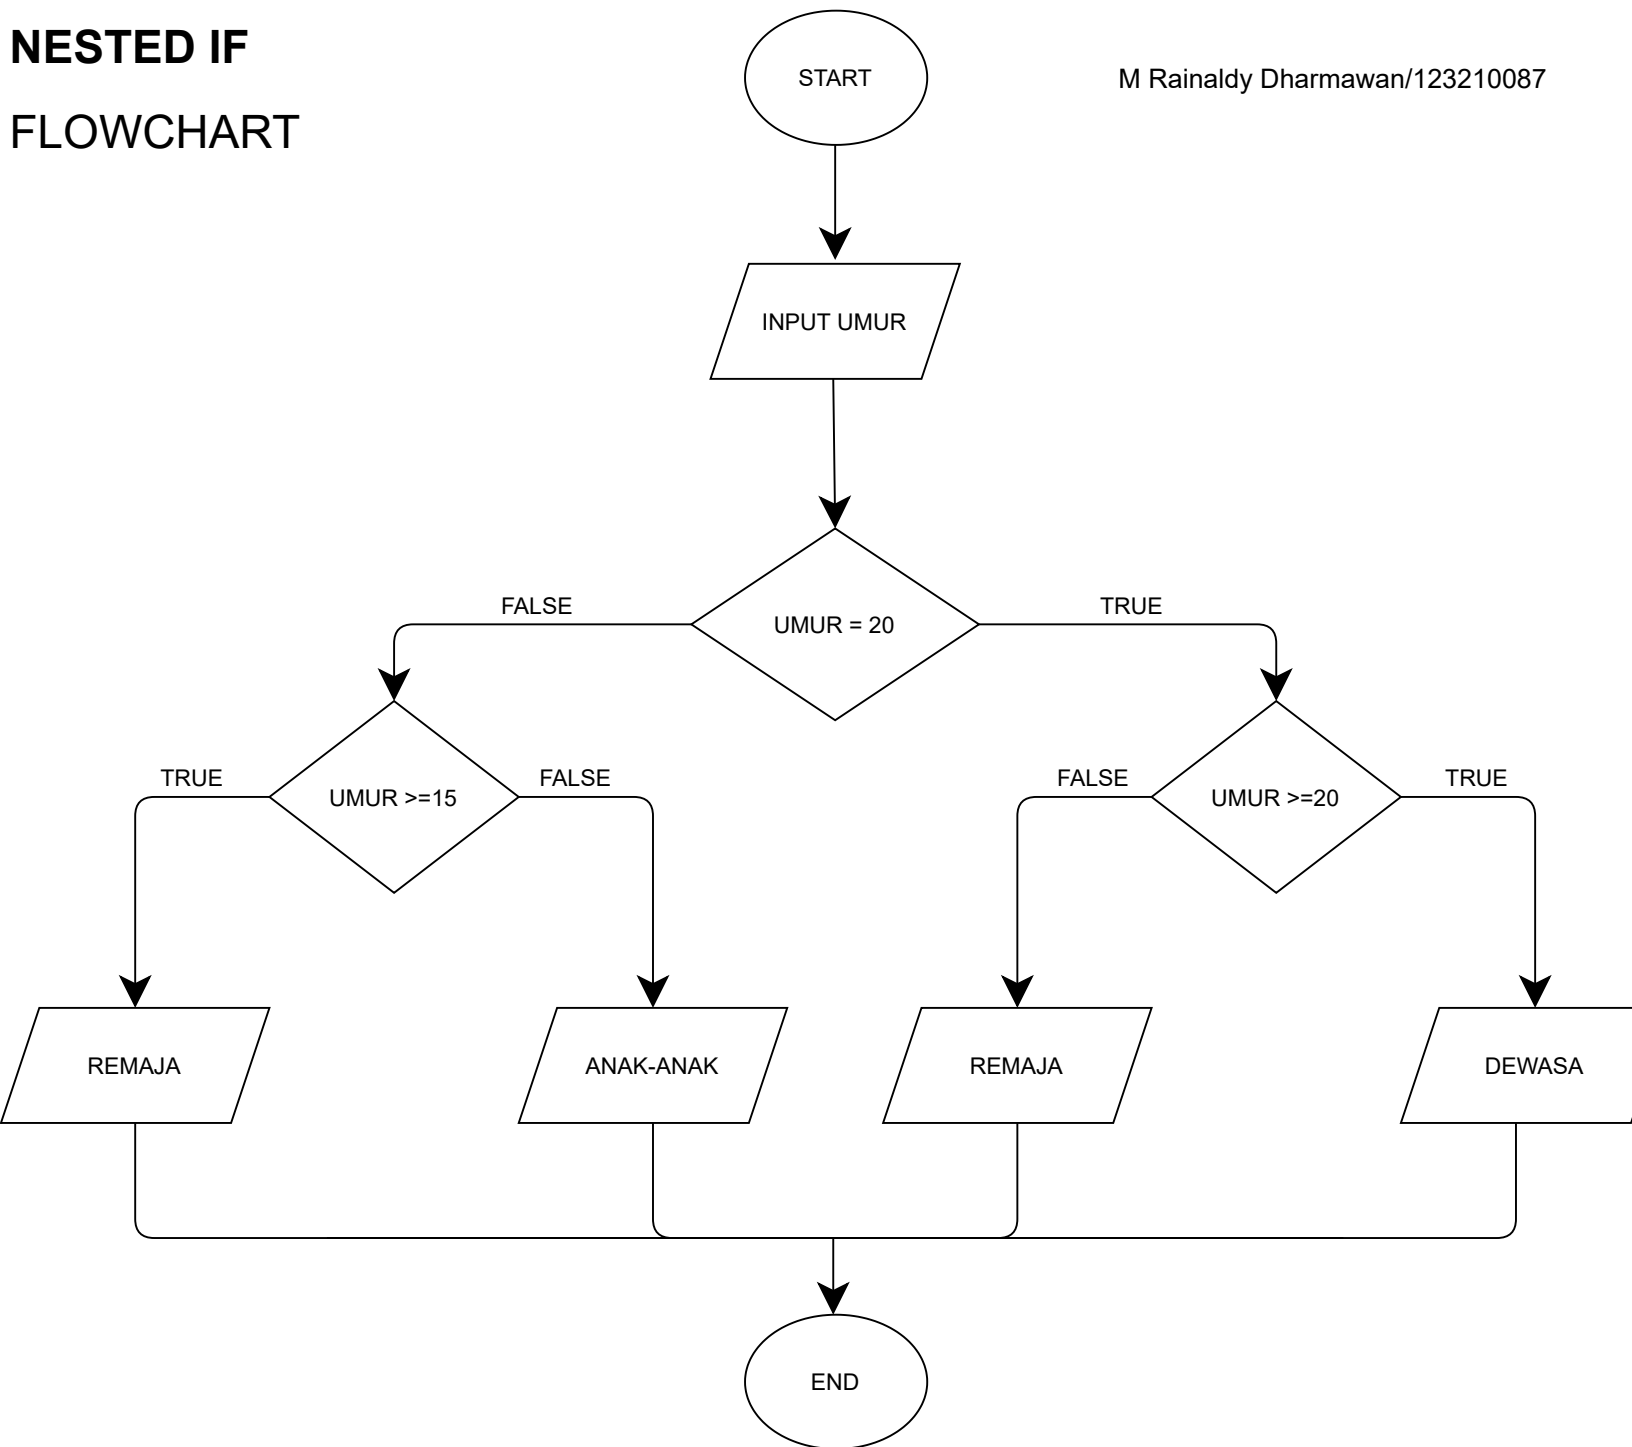 NESTED IF
FLOWCHART
M Rainaldy Dharmawan/123210087
START
INPUT UMUR
UMUR = 20
FALSE
TRUE
UMUR >=15
TRUE
FALSE
UMUR >=20
FALSE
TRUE
REMAJA
ANAK-ANAK
REMAJA
DEWASA
END